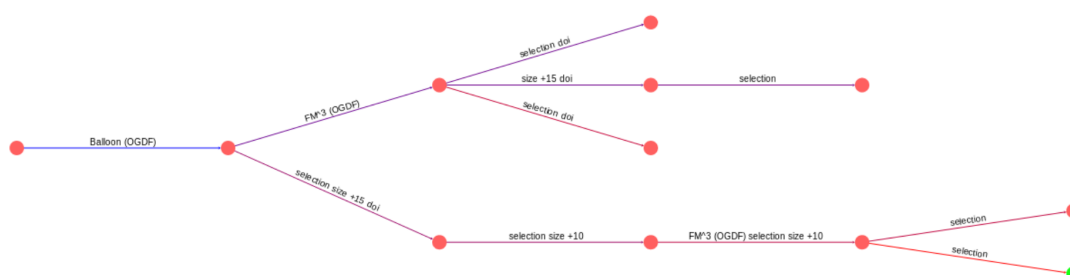 selection doi
size +15 doi
selection
FM^3 (OGDF)
selection doi
Balloon (OGDF)
selection size +15 doi
selection
selection size +10
FM^3 (OGDF) selection size +10
selection